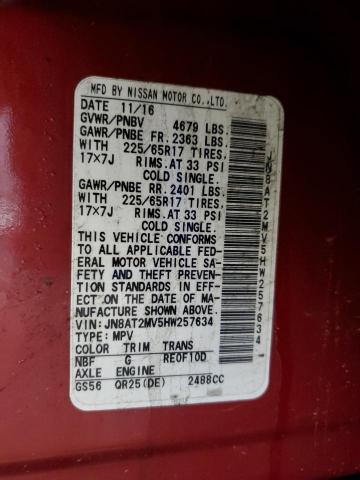 MFD BY NISSAN MOTOR CO.,LTD.
DATE 11/16
GVWR/PNBV 4679 LBS.
GAWR/PNBE FR. 2363 LBS.
WITH 225/65R17 TIRES,
17×7J RIMS.AT 33 PSI
COLD SINGLE.
GAWR/PNBE RR. 2401 LBS.
WITH 225/65R17 TIRES,
17×7J RIMS.AT 33 PSI
COLD SINGLE.
THIS VEHICLE CONFORMS
TO ALL APPLICABLE FED-
ERAL MOTOR VEHICLE SA-
FETY AND THEFT PREVEN-
TION STANDARDS IN EFF-
ECT ON THE DATE OF MA-
NUFACTURE SHOWN ABOVE.
VIN:JN8AT2MV5HW257634
TYPE: MPV
COLOR TRIM TRANS
NBF G RE0F10D
AXLE ENGINE
GS56 QR25(DE) 2488CC
JN8AT2MV5HW257634